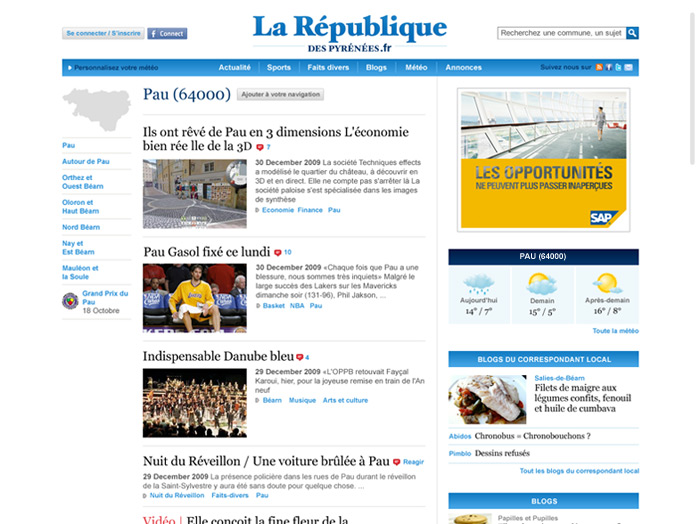 Se connecter / S'inscrire
Connect
La République
DES PYRÉNÉES.fr
Recherchez une commune, un sujet
Personnalisez votre météo
Actualité
Sports
Faits divers
Blogs
Météo
Annonces
Suivez nous sur
Pau
Autour de Pau
Orthez et
Ouest Béarn
Oloron et
Haut Béarn
Nord Béarn
Nay et
Est Béarn
Mauléon et
la Soule
Grand Prix du
Pau
18 Octobre
Pau (64000)
Ajouter à votre navigation
Ils ont rêvé de Pau en 3 dimensions L'économie
bien rée lle de la 3D 7
30 December 2009 La société Techniques effects
a modélisé le quartier du château, à découvrir en
3D et en direct. Elle ne compte pas s'arrêter là La
société paloise s'est spécialisée dans les images
de synthèse
Economie Finance Pau
Pau Gasol fixé ce lundi 10
30 December 2009 «Chaque fois que Pau a une
blessure, nous sommes très inquiets» Malgré le
large succès des Lakers sur les Mavericks
dimanche soir (131-96), Phil Jakson, ...
Basket NBA Pau
Indispensable Danube bleu 4
29 December 2009 «L'OPPB retouvait Fayçal
Karoui, hier, pour la joyeuse remise en train de l'An
neuf
Béarn Musique Arts et culture
Nuit du Réveillon / Une voiture brûlée à Pau Reagir
29 December 2009 La présence policière dans les rues de Pau durant le réveillon
de la Saint-Sylvestre y aura été sans doute pour quelque chose. ...
Nuit du Réveillon Faits-divers Pau
Vidéo | Elle conçoit la fine fleur de la
LES OPPORTUNITÉS
NE PEUVENT PLUS PASSER INAPERÇUES
SAP
PAU (64000)
Aujourd'hui
14° / 7°
Demain
15° / 5°
Après-demain
16° / 8°
Toute la météo
BLOGS DU CORRESPONDANT LOCAL
Salies-de-Béarn
Filets de maigre aux
légumes confits, fenouil
et huile de cumbava
Abidos Chronobus = Chronobouchons ?
Pimblo Dessins refusés
Tout les blogs du correspondant local
BLOGS
Papilles et Pupilles